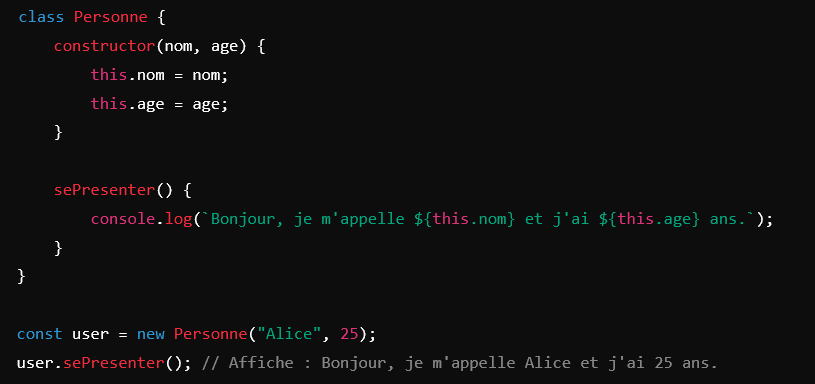 class Personne {
    constructor(nom, age) {
        this.nom = nom;
        this.age = age;
    }

    sePresenter() {
        console.log(`Bonjour, je m'appelle ${this.nom} et j'ai ${this.age} ans.`);
    }
}

const user = new Personne("Alice", 25);
user.sePresenter(); // Affiche : Bonjour, je m'appelle Alice et j'ai 25 ans.